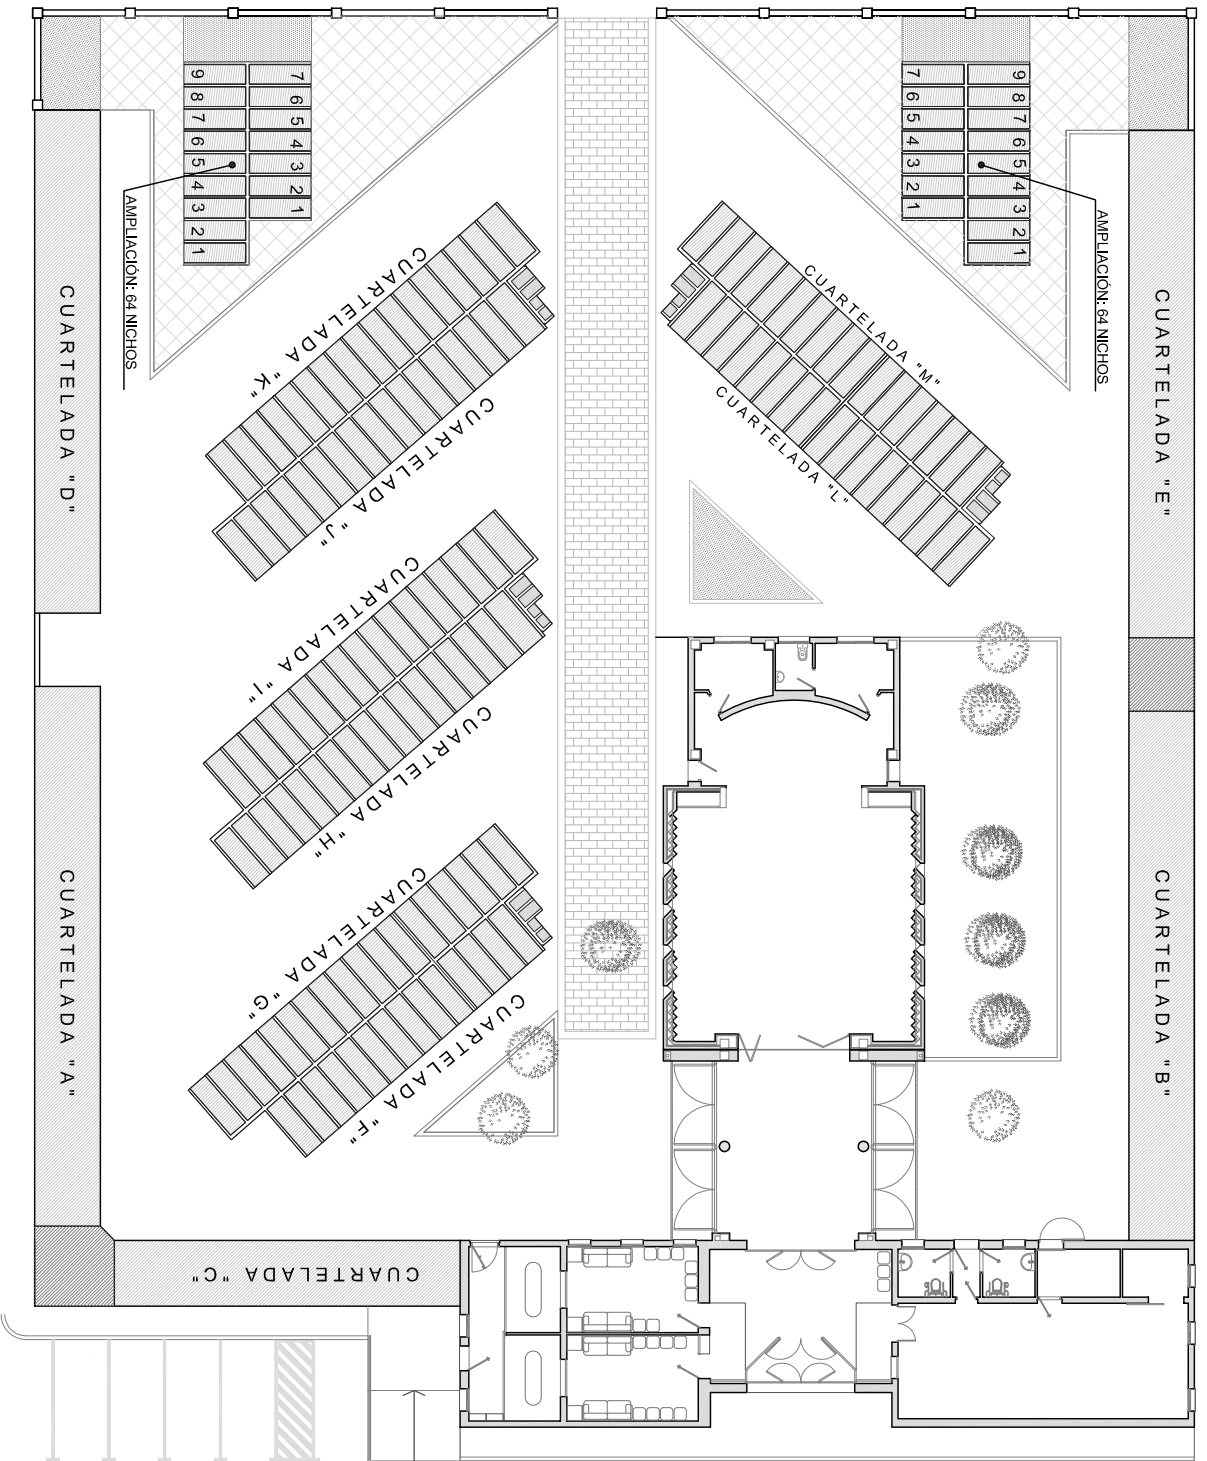 9
8
7
6
5
4
3
2
1
7
6
5
4
3
2
1
7
6
5
4
3
2
1
9
8
7
6
5
4
3
2
1
AMPLIACIÓN: 64 NICHOS
AMPLIACIÓN: 64 NICHOS
CUARTELADA "D"
CUARTELADA "K"
CUARTELADA "J"
CUARTELADA "M"
CUARTELADA "L"
CUARTELADA "E"
CUARTELADA "I"
CUARTELADA "H"
CUARTELADA "A"
CUARTELADA "G"
CUARTELADA "F"
CUARTELADA "B"
CUARTELADA "C"